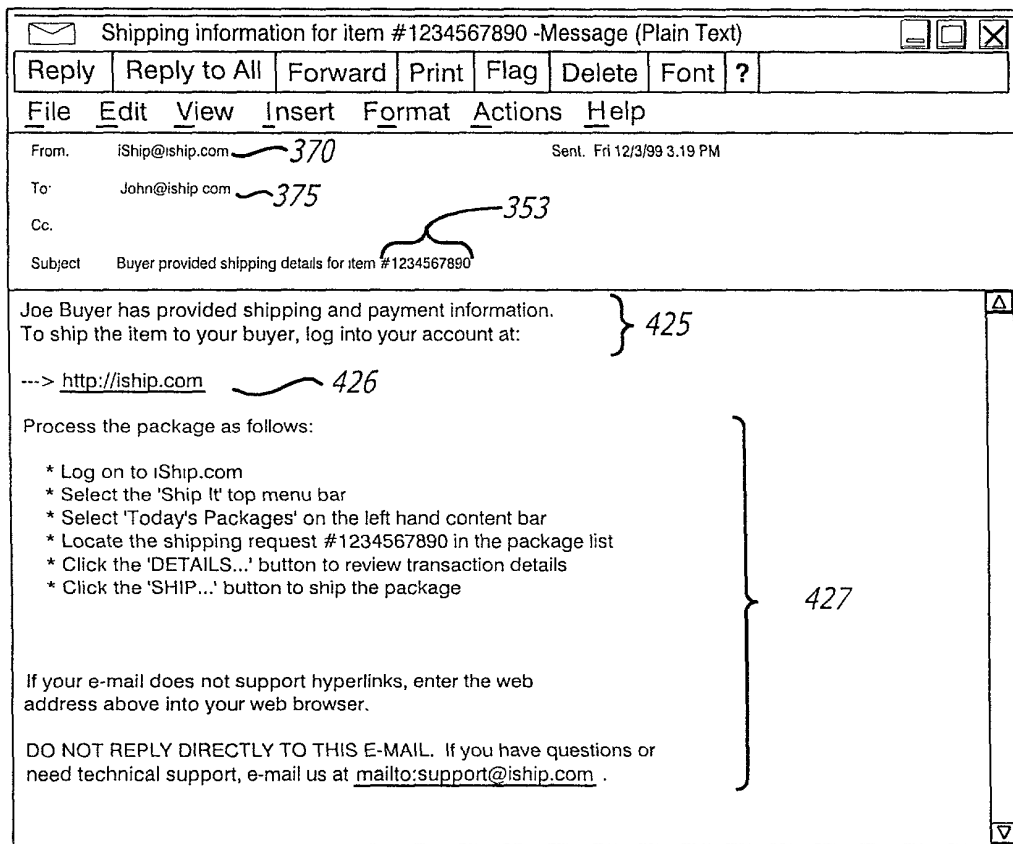 Shipping information for item #1234567890 -Message (Plain Text)
Reply Reply to All Forward Print Flag Delete Font ?
File Edit View Insert Format Actions Help
From. iShip@iship.com 370 Sent. Fri 12/3/99 3.19 PM
To· John@iship com 375
353
Cc.
Subject Buyer provided shipping details for item #1234567890
Joe Buyer has provided shipping and payment information.
To ship the item to your buyer, log into your account at:
425
---> http://iship.com 426
Process the package as follows:
* Log on to iShip.com
* Select the 'Ship It' top menu bar
* Select 'Today's Packages' on the left hand content bar
* Locate the shipping request #1234567890 in the package list
* Click the 'DETAILS...' button to review transaction details
* Click the 'SHIP...' button to ship the package
427
If your e-mail does not support hyperlinks, enter the web
address above into your web browser.
DO NOT REPLY DIRECTLY TO THIS E-MAIL. If you have questions or
need technical support, e-mail us at mailto:support@iship.com .